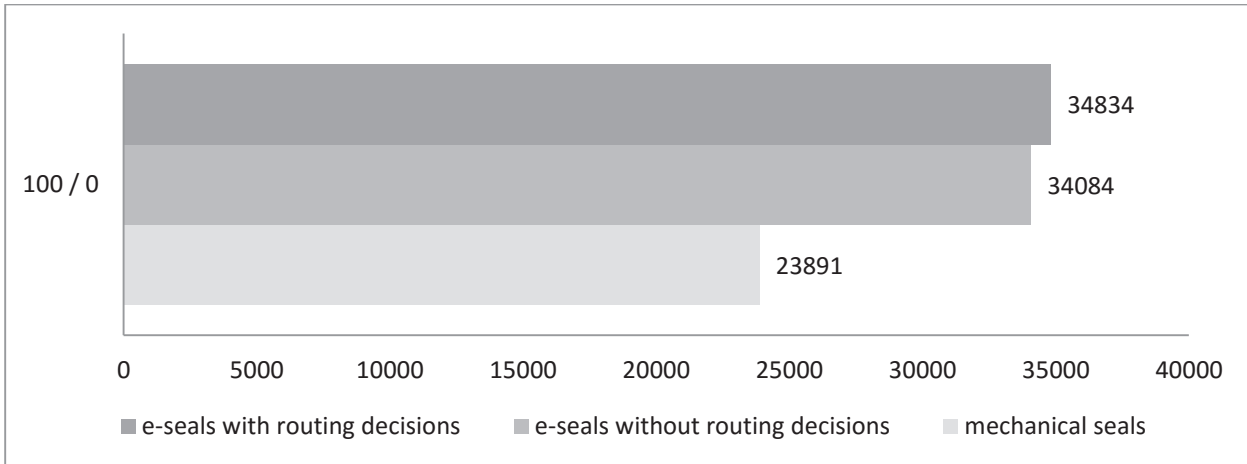 34834
100 / 0
34084
23891
0 5000 10000 15000 20000 25000 30000 35000 40000
e-seals with routing decisions e-seals without routing decisions mechanical seals